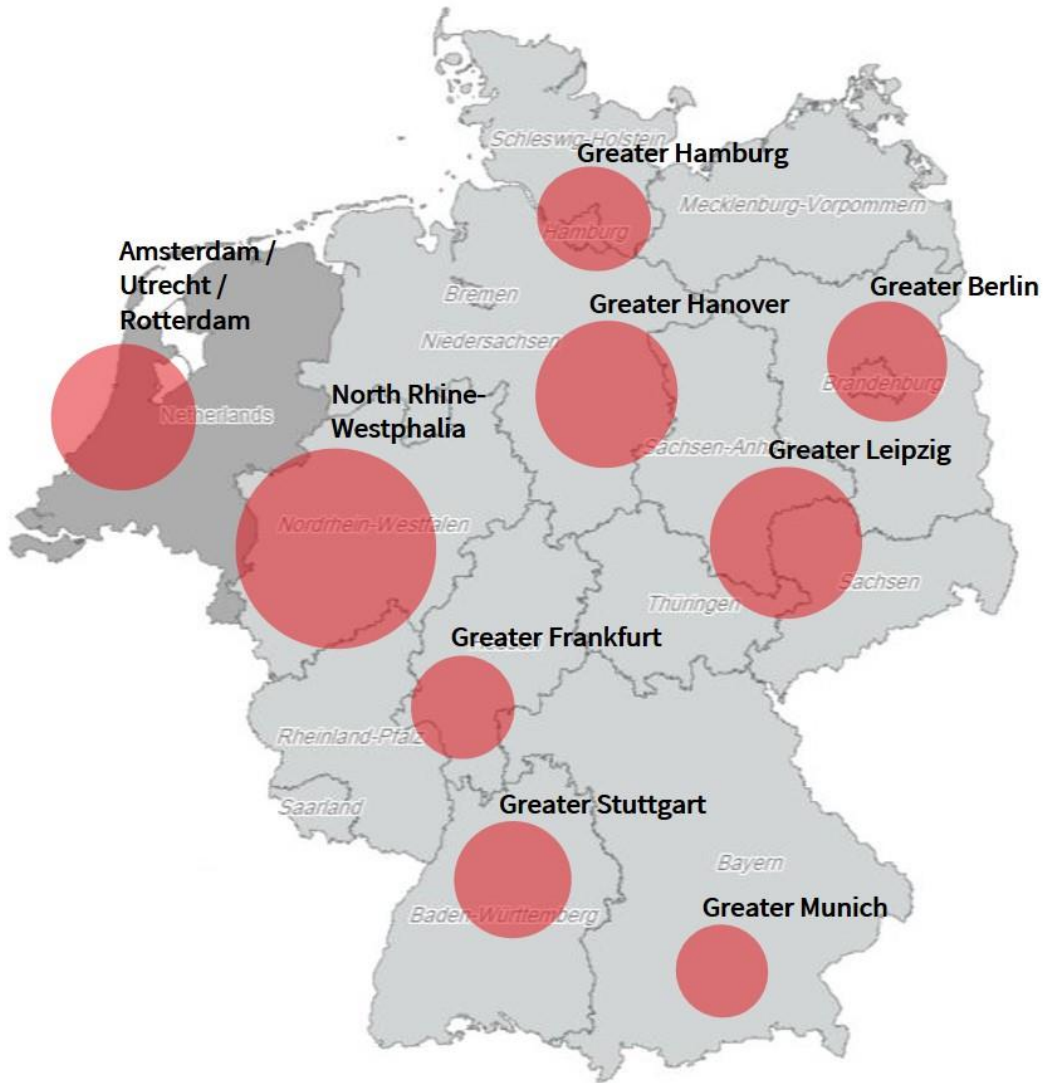 Schleswig-Holstein
Greater Hamburg
Mecklenburg-Vorpommern
Hamburg
Amsterdam /
Utrecht /
Rotterdam
Bremen
Greater Hanover
Greater Berlin
Niedersachsen
Brandenburg
North Rhine-
Westphalia
Netherlands
Greater Leipzig
Nordrhein-Westfalen
Sachsen
Thüringen
Greater Frankfurt
Rheinland-Pfalz
Saarland
Greater Stuttgart
Bayern
Baden-Württemberg
Greater Munich